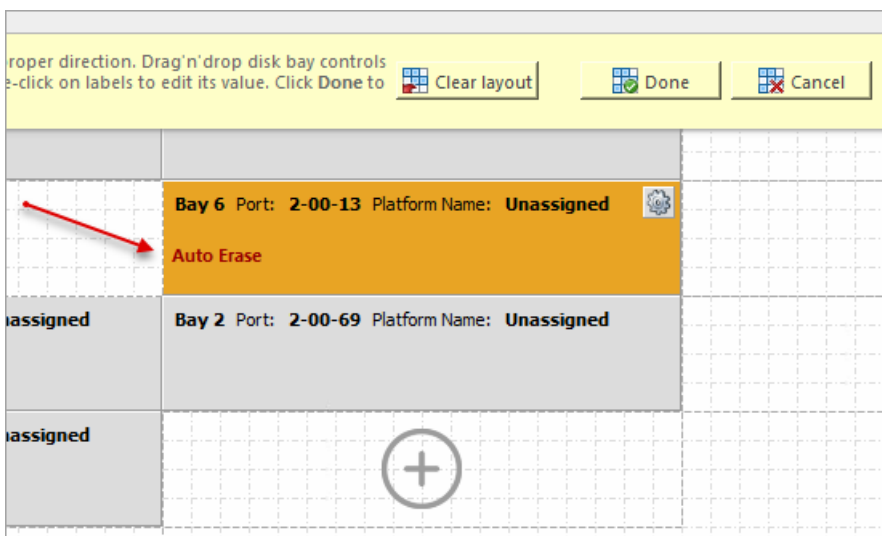 roper direction. Drag'n'drop disk bay controls
e-click on labels to edit its value. Click Done to
Clear layout
Done
Cancel
Bay 6 Port: 2-00-13 Platform Name: Unassigned
Auto Erase
assigned
Bay 2 Port: 2-00-69 Platform Name: Unassigned
assigned